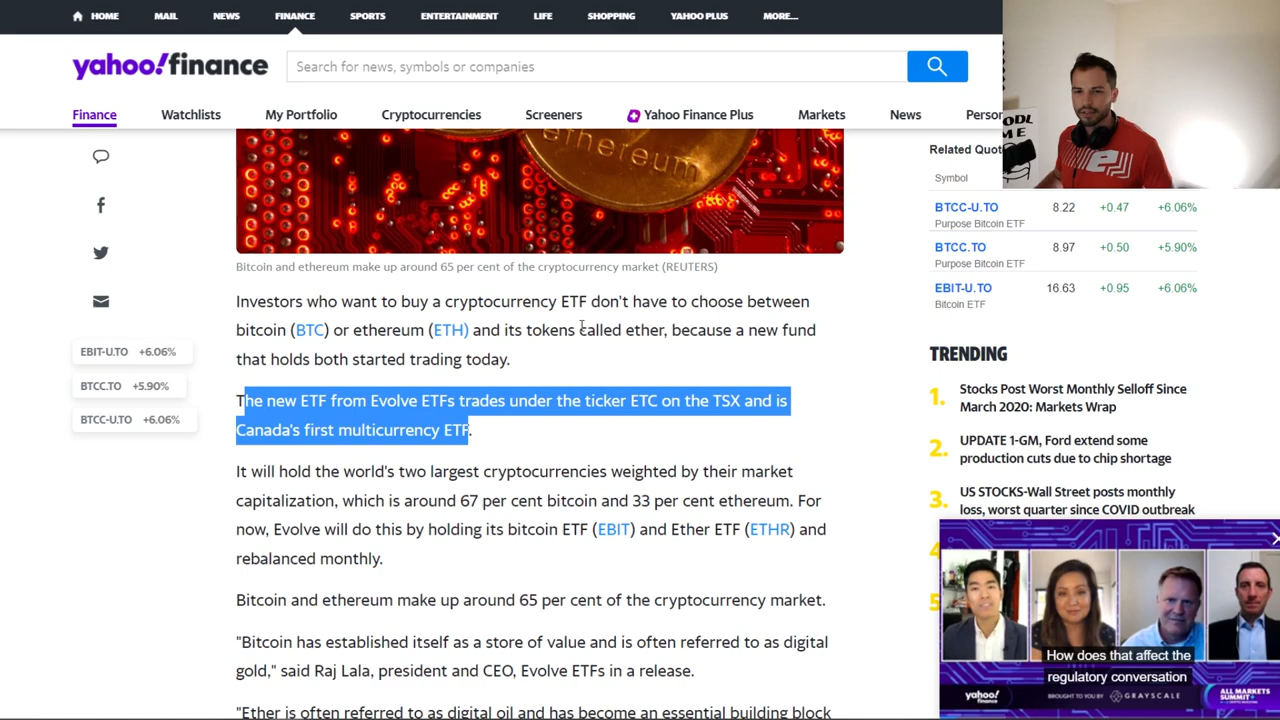 HOME MAIL NEWS FINANCE SPORTS ENTERTAINMENT LIFE SHOPPING YAHOO PLUS MORE...
yahoo!finance
Search for news, symbols or companies
Finance Watchlists My Portfolio Cryptocurrencies Screeners Yahoo Finance Plus Markets News Person
ethereum
Bitcoin and ethereum make up around 65 per cent of the cryptocurrency market (REUTERS)
Investors who want to buy a cryptocurrency ETF don't have to choose between
bitcoin (BTC) or ethereum (ETH) and its tokens called ether, because a new fund
that holds both started trading today.
EBIT-U.TO +6.06%
BTCC.TO +5.90%
BTCC-U.TO +6.06%
The new ETF from Evolve ETFs trades under the ticker ETC on the TSX and is
Canada's first multicurrency ETF.
It will hold the world's two largest cryptocurrencies weighted by their market
capitalization, which is around 67 per cent bitcoin and 33 per cent ethereum. For
now, Evolve will do this by holding its bitcoin ETF (EBIT) and Ether ETF (ETHR) and
rebalanced monthly.
Bitcoin and ethereum make up around 65 per cent of the cryptocurrency market.
"Bitcoin has established itself as a store of value and is often referred to as digital
gold," said Raj Lala, president and CEO, Evolve ETFs in a release.
"Ether is often referred to as digital oil and has become an essential building block
ME
Related Quot
Symbol
BTCC-U.TO 8.22 +0.47 +6.06%
Purpose Bitcoin ETF
BTCC.TO 8.97 +0.50 +5.90%
Purpose Bitcoin ETF
EBIT-U.TO 16.63 +0.95 +6.06%
Bitcoin ETF
TRENDING
1. Stocks Post Worst Monthly Selloff Since
March 2020: Markets Wrap
2. UPDATE 1-GM, Ford extend some
production cuts due to chip shortage
3. US STOCKS-Wall Street posts monthly
loss, worst quarter since COVID outbreak
How does that affect the
regulatory conversation
yahoo!
finance
BROUGHT TO YOU BY GRAYSCALE
ALL MARKETS
SUMMIT+